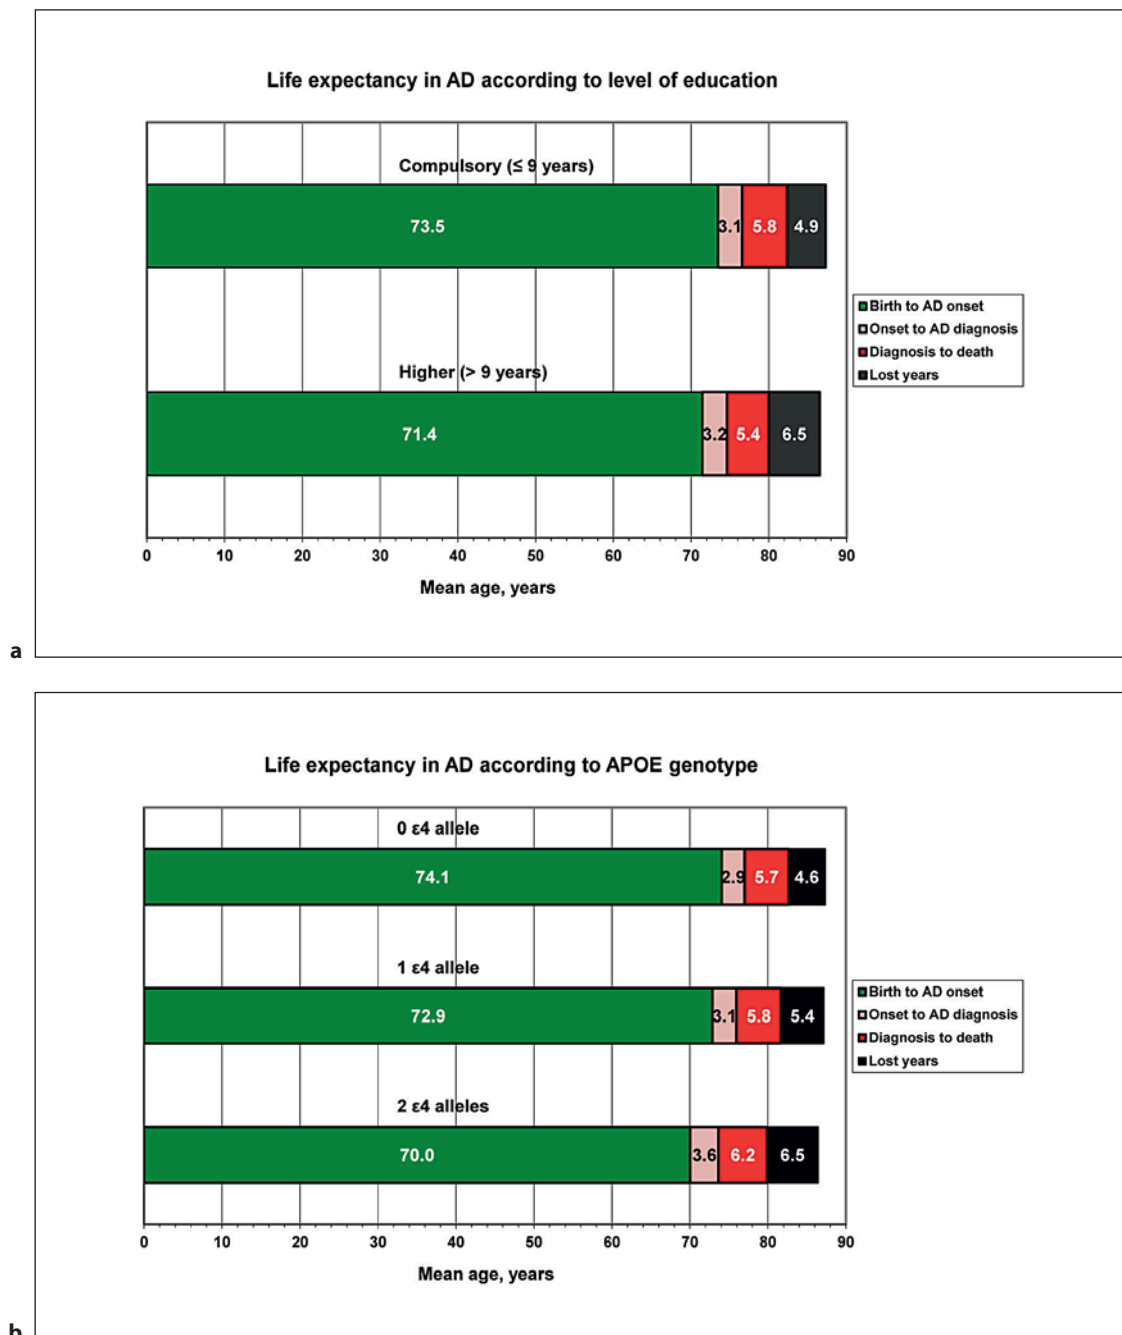 Life expectancy in AD according to level of education
Compulsory (≤ 9 years)
73.5 3.1 5.8 4.9
Higher (> 9 years)
71.4 3.2 5.4 6.5
0 10 20 30 40 50 60 70 80 90
Mean age, years
Birth to AD onset
Onset to AD diagnosis
Diagnosis to death
Lost years
a
Life expectancy in AD according to APOE genotype
0 ε4 allele
74.1 2.9 5.7 4.6
1 ε4 allele
72.9 3.1 5.8 5.4
2 ε4 alleles
70.0 3.6 6.2 6.5
0 10 20 30 40 50 60 70 80 90
Mean age, years
Birth to AD onset
Onset to AD diagnosis
Diagnosis to death
Lost years
b